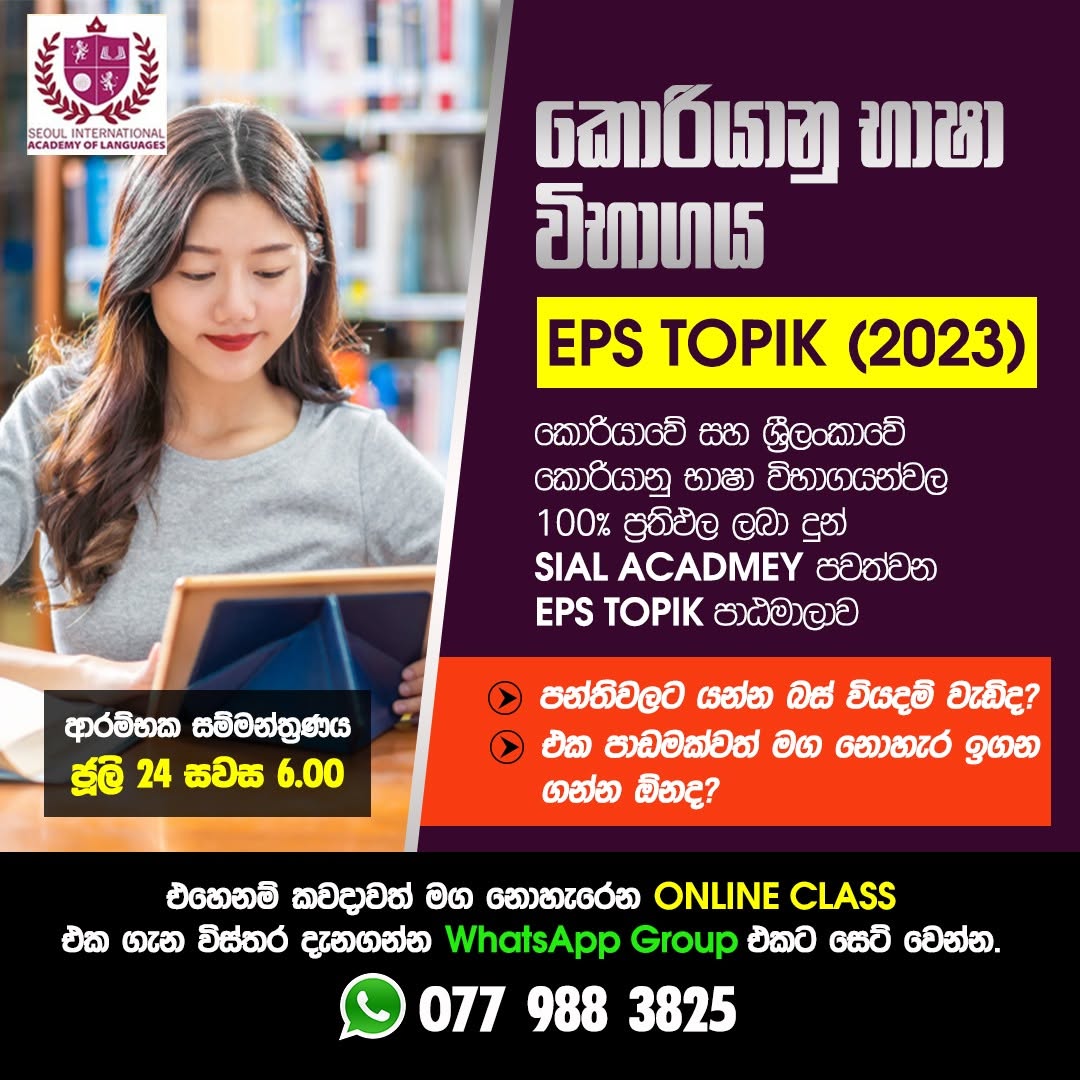 SEOUL INTERNATIONAL
ACADEMY OF LANGUAGES
කොරියානු භාෂා
විභාගය
EPS TOPIK (2023)
කොරියාවේ සහ ශ්‍රීලංකාවේ
කොරියානු භාෂා විභාගයන්වල
100% ප්‍රතිඵල ලබා දුන්
SIAL ACADMEY පවත්වන
EPS TOPIK පාඨමාලාව
පන්තිවලට යන්න බස් වියදම් වැඩිද?
එක පාඩමක්වත් මග නොහැර ඉගන
ගන්න ඕනද?
ආරම්භක සම්මන්ත්‍රණය
ජූලි 24 සවස 6.00
එහෙනම් කවදාවත් මග නොහැරෙන ONLINE CLASS
එක ගැන විස්තර දැනගන්න WhatsApp Group එකට සෙට් වෙන්න.
077 988 3825